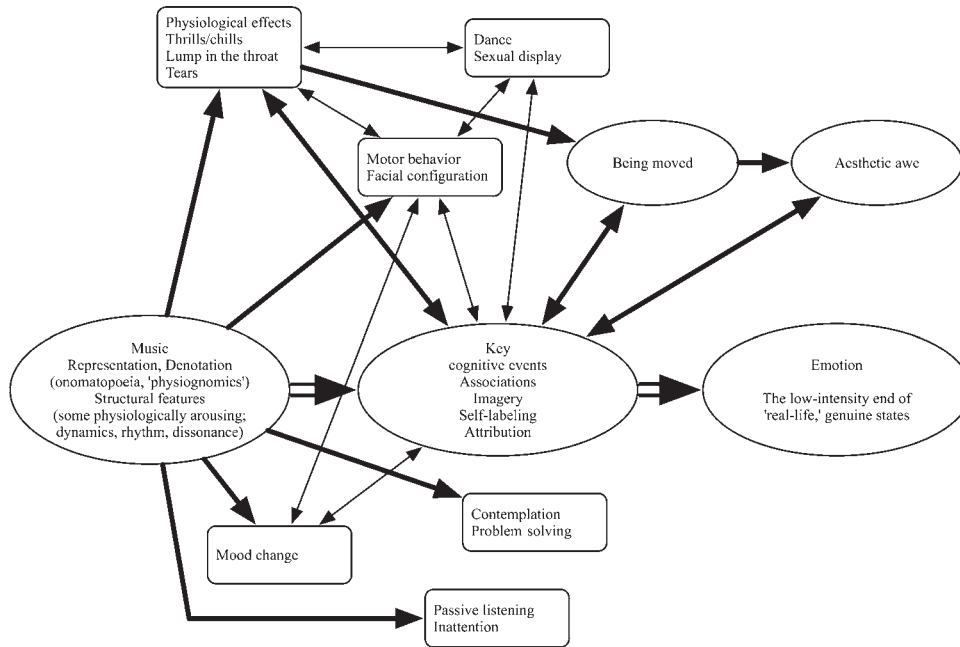 Physiological effects
Thrills/chills
Lump in the throat
Tears
Dance
Sexual display
Motor behavior
Facial configuration
Being moved
Aesthetic awe
Music
Representation, Denotation
(onomatopoeia, 'physiognomics')
Structural features
(some physiologically arousing;
dynamics, rhythm, dissonance)
Key
cognitive events
Associations
Imagery
Self-labeling
Attribution
Emotion
The low-intensity end of
'real-life,' genuine states
Contemplation
Problem solving
Mood change
Passive listening
Inattention